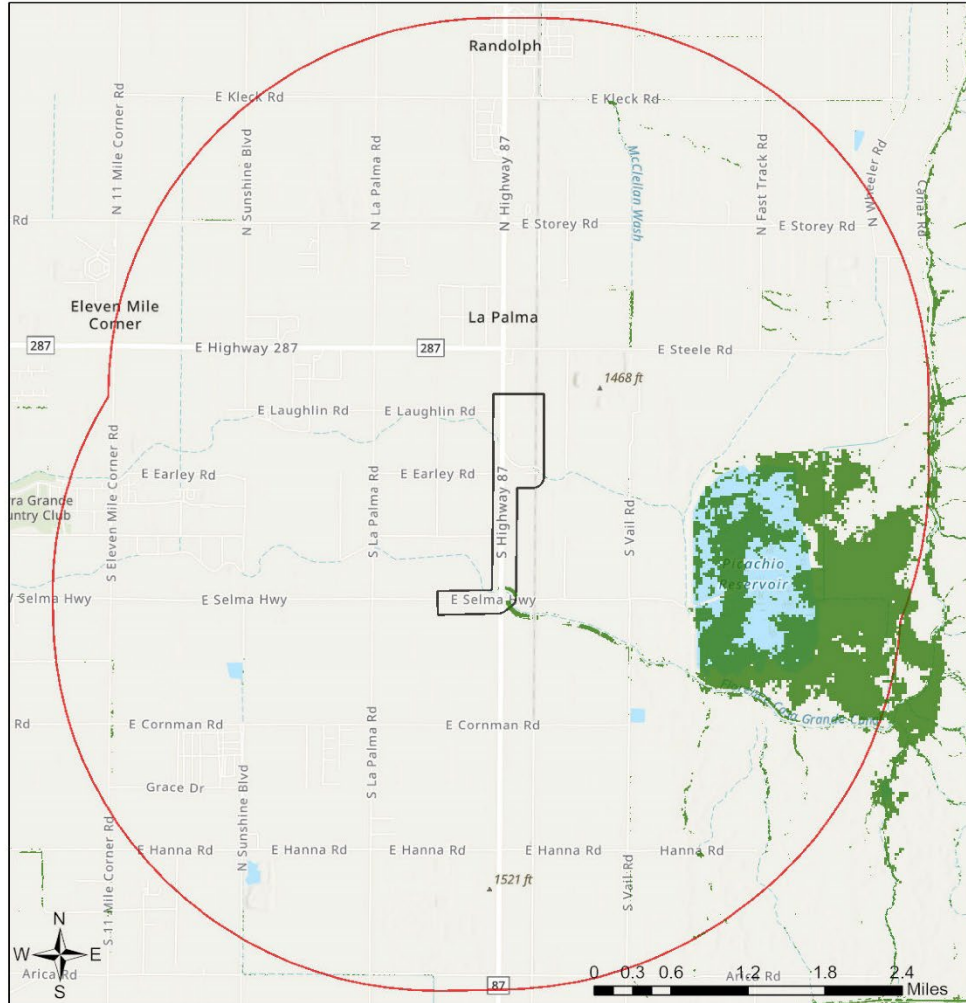 Randolph
E Kleck Rd
E Kleck Rd
N 11 Mile Corner Rd
N Sunshine Blvd
N La Palma Rd
N Highway 87
McClellan Wash
N Fast Track Rd
N Wheeler Rd
Canal Rd
Rd
E Storey Rd
E Storey Rd
Eleven Mile
Corner
La Palma
287
E Highway 287
287
E Steele Rd
1468 ft
E Laughlin Rd
E Laughlin Rd
S Eleven Mile Corner Rd
E Earley Rd
S La Palma Rd
E Earley Rd
S Highway 87
S Vail Rd
ra Grande
untry Club
Picachio
Reservoir
W Selma Hwy
E Selma Hwy
E Selma Hwy
Rd
E Cornman Rd
S La Palma Rd
E Cornman Rd
Grace Dr
N Sunshine Blvd
S 11 Mile Corner Rd
E Hanna Rd
E Hanna Rd
E Hanna Rd
E Hanna Rd
Hanna Rd
S Vail Rd
1521 ft
N
W
E
S
Arica Rd
87
Arica Rd
0 0.3 0.6 1.2 1.8 2.4
Miles